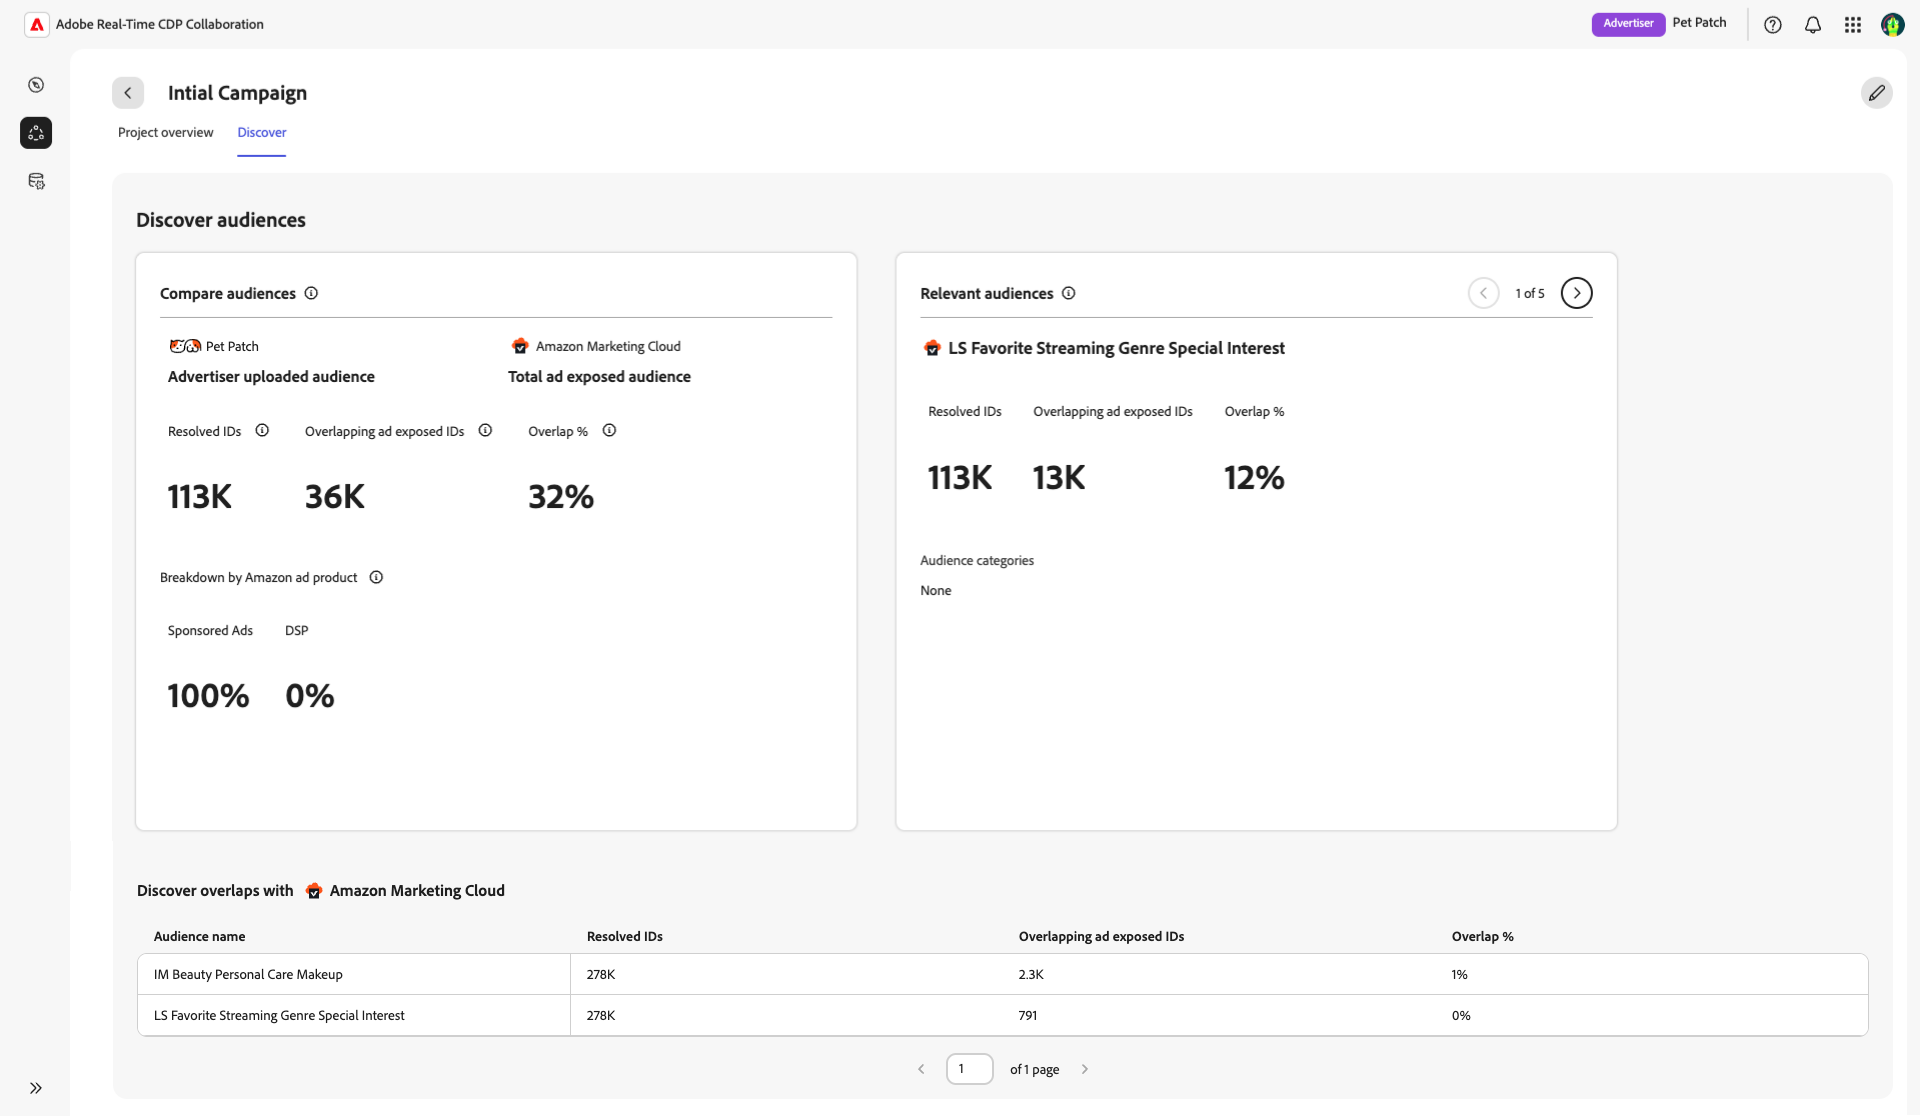 Adobe Real-Time CDP Collaboration
Advertiser
Pet Patch
Intial Campaign
Project overview
Discover
Discover audiences
Compare audiences
Pet Patch
Amazon Marketing Cloud
Advertiser uploaded audience
Total ad exposed audience
Resolved IDs
Overlapping ad exposed IDs
Overlap %
113K
36K
32%
Breakdown by Amazon ad product
Sponsored Ads
DSP
100%
0%
Relevant audiences
1 of 5
LS Favorite Streaming Genre Special Interest
Resolved IDs
Overlapping ad exposed IDs
Overlap %
113K
13K
12%
Audience categories
None
Discover overlaps with Amazon Marketing Cloud
Audience name
Resolved IDs
Overlapping ad exposed IDs
Overlap %
IM Beauty Personal Care Makeup
278K
2.3K
1%
LS Favorite Streaming Genre Special Interest
278K
791
0%
1
of 1 page